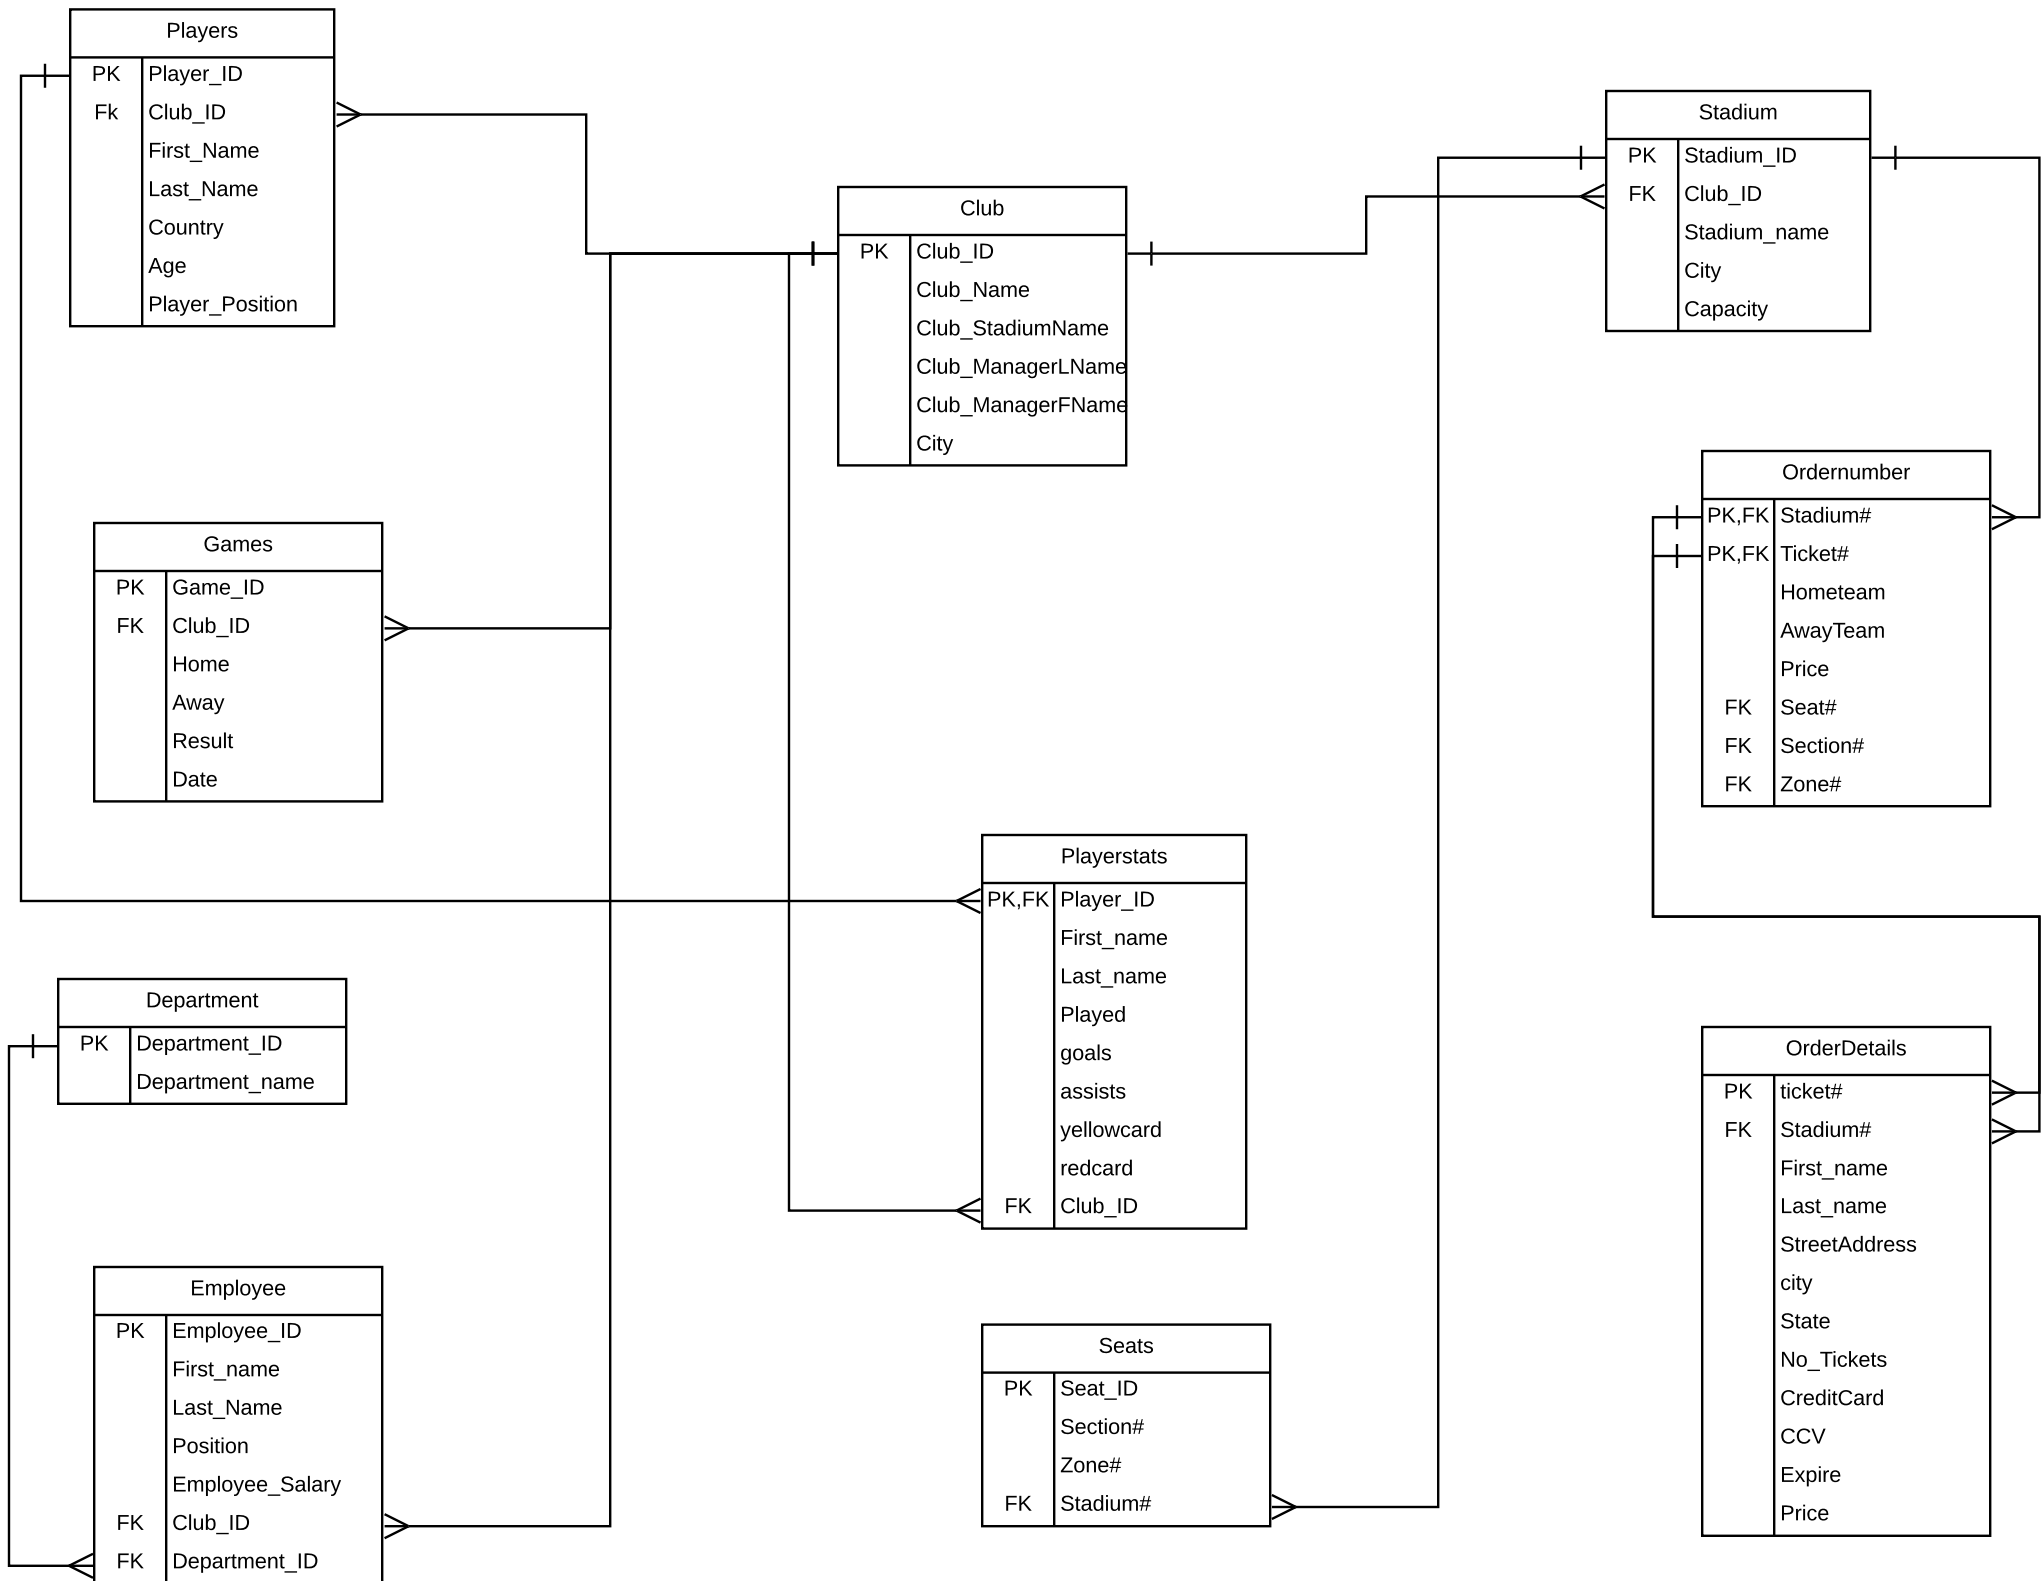 Players
PK Player_ID
Fk Club_ID
First_Name
Last_Name
Country
Age
Player_Position
Club
PK Club_ID
Club_Name
Club_StadiumName
Club_ManagerLName
Club_ManagerFName
City
Stadium
PK Stadium_ID
FK Club_ID
Stadium_name
City
Capacity
Games
PK Game_ID
FK Club_ID
Home
Away
Result
Date
Ordernumber
PK,FK Stadium#
PK,FK Ticket#
Hometeam
AwayTeam
Price
FK Seat#
FK Section#
FK Zone#
Playerstats
PK,FK Player_ID
First_name
Last_name
Played
goals
assists
yellowcard
redcard
FK Club_ID
Department
PK Department_ID
Department_name
OrderDetails
PK ticket#
FK Stadium#
First_name
Last_name
StreetAddress
city
State
No_Tickets
CreditCard
CCV
Expire
Price
Employee
PK Employee_ID
First_name
Last_Name
Position
Employee_Salary
FK Club_ID
FK Department_ID
Seats
PK Seat_ID
Section#
Zone#
FK Stadium#